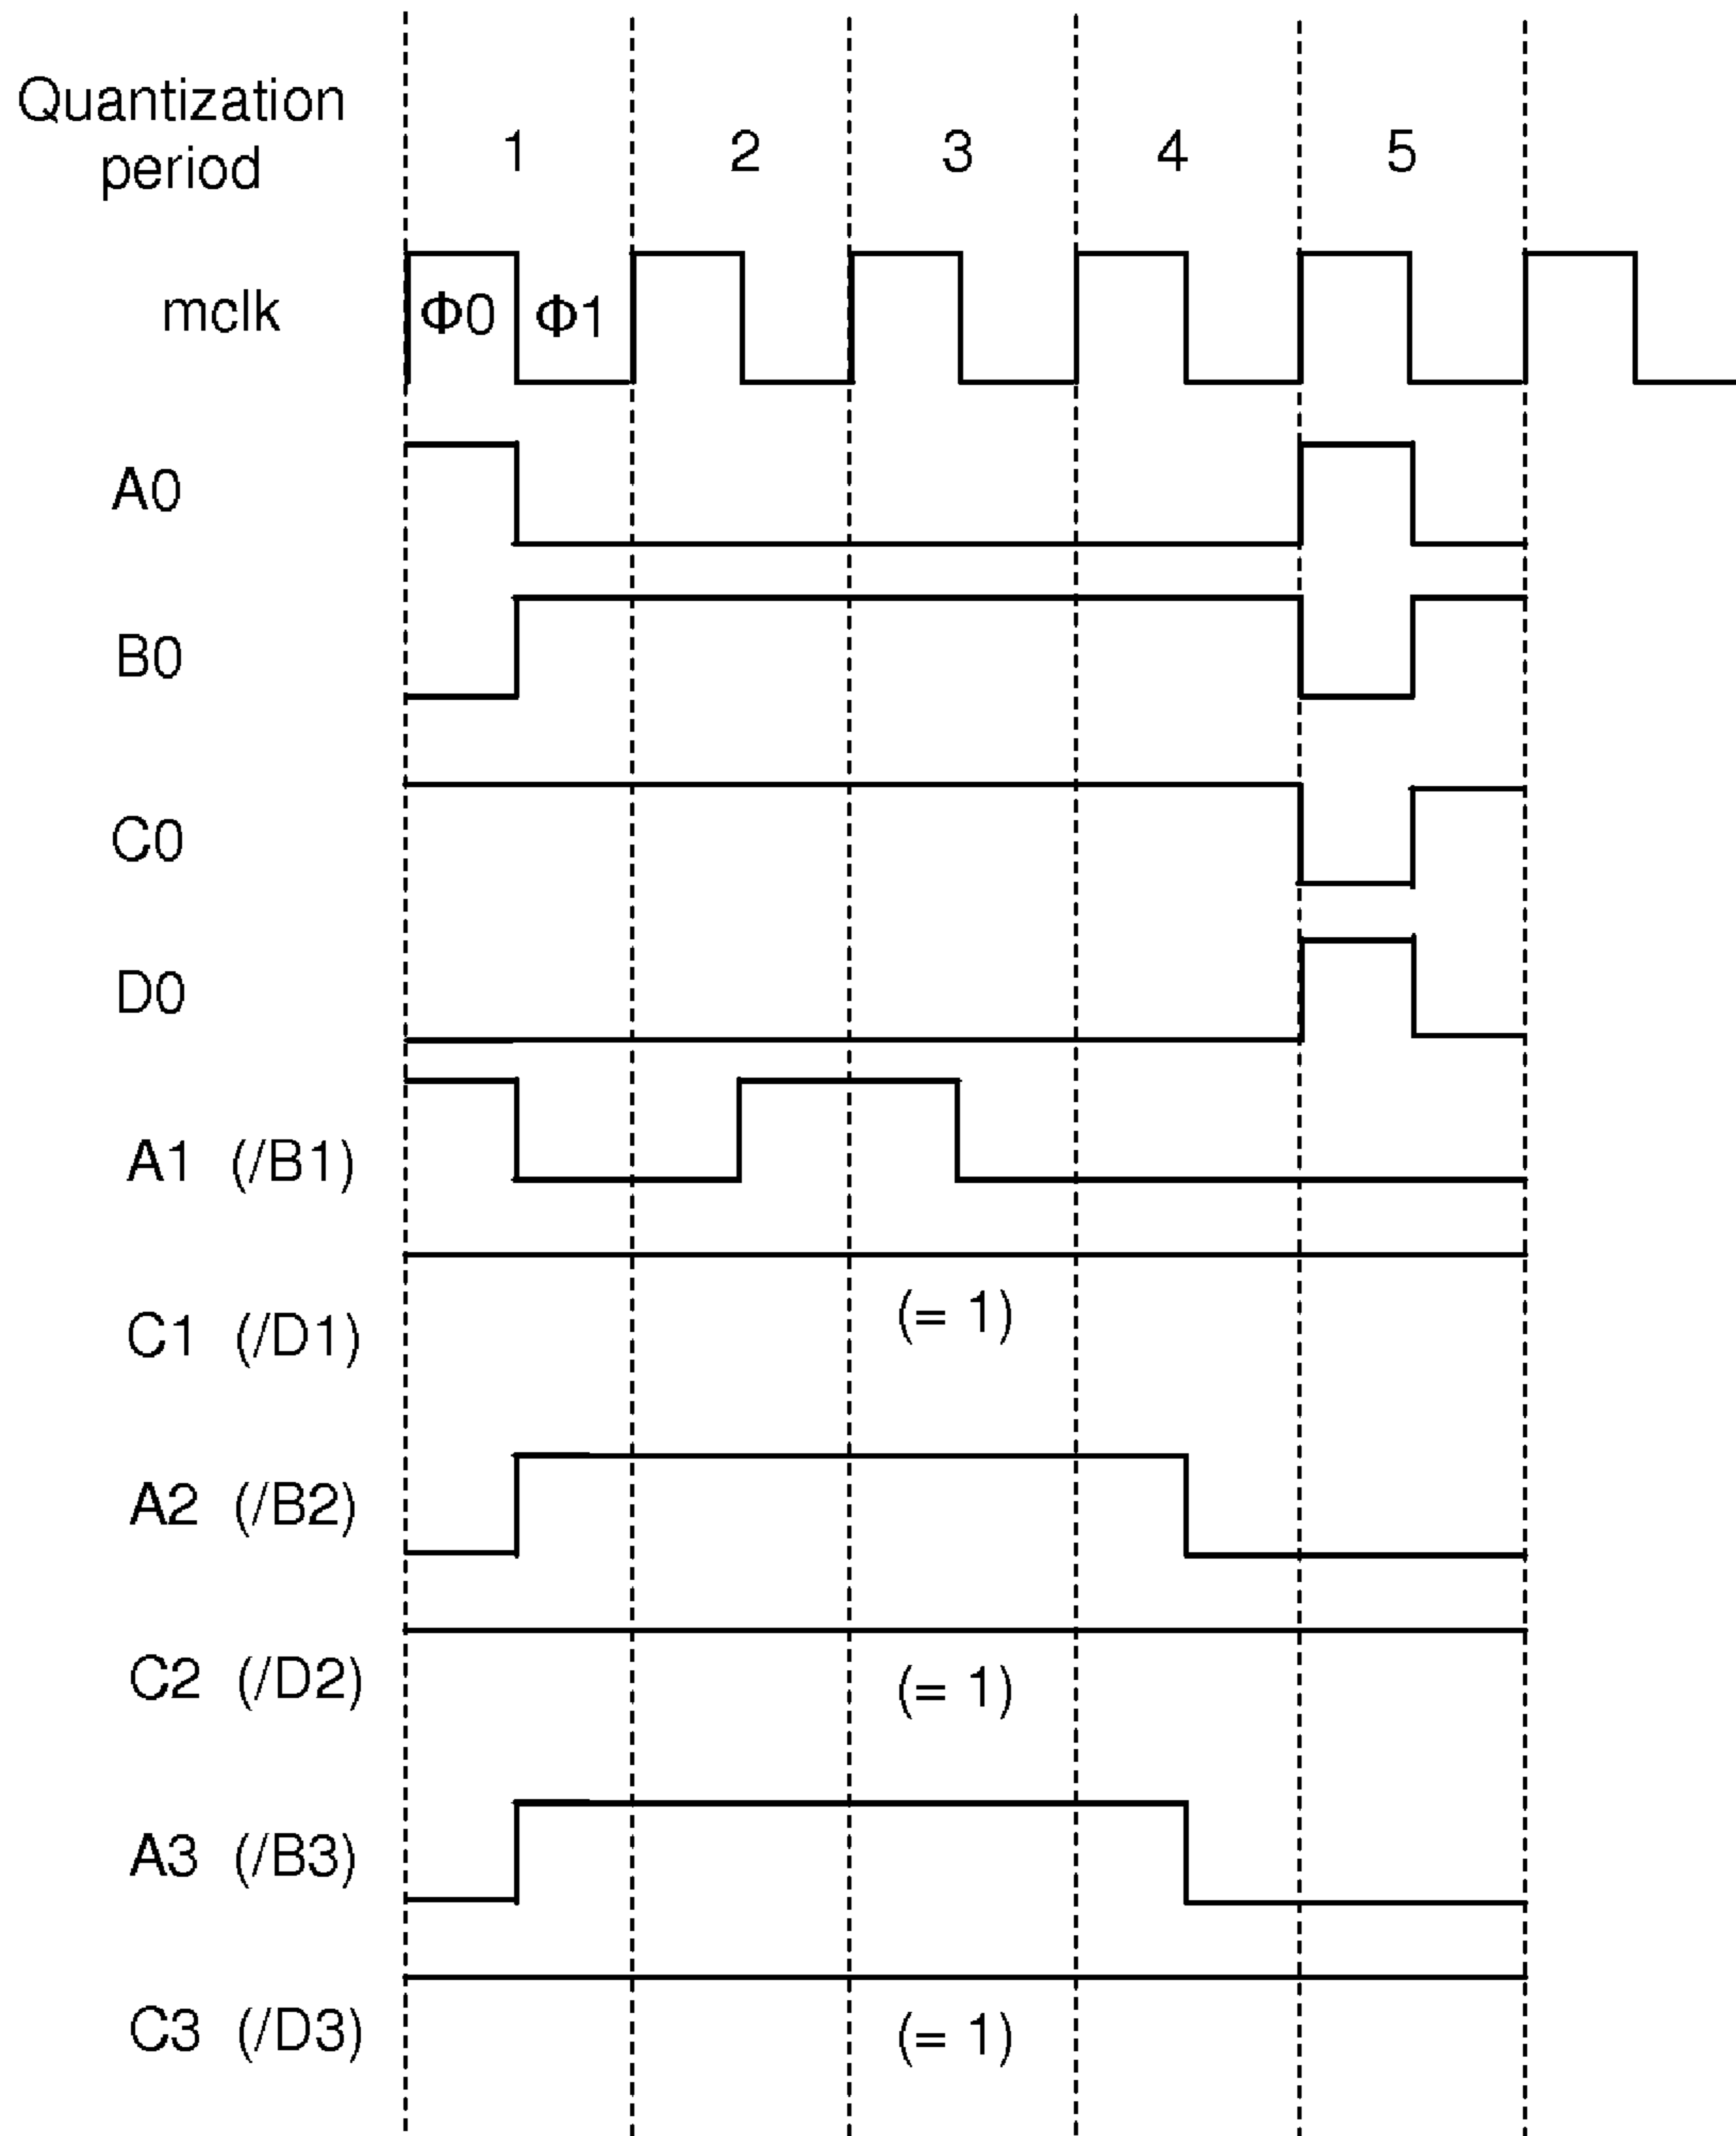 Quantization
period
1 2 3 4 5
mclk Φ0 Φ1
A0
B0
C0
D0
A1 (/B1)
C1 (/D1) (= 1)
A2 (/B2)
C2 (/D2) (= 1)
A3 (/B3)
C3 (/D3) (= 1)